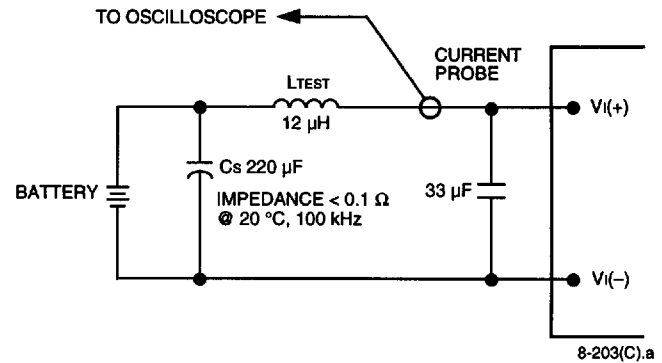 TO OSCILLOSCOPE
CURRENT
PROBE
LTEST
12 µH
VI(+)
CS 220 µF
BATTERY
IMPEDANCE < 0.1 Ω
@ 20 °C, 100 kHz
33 µF
VI(–)
8-203(C).a